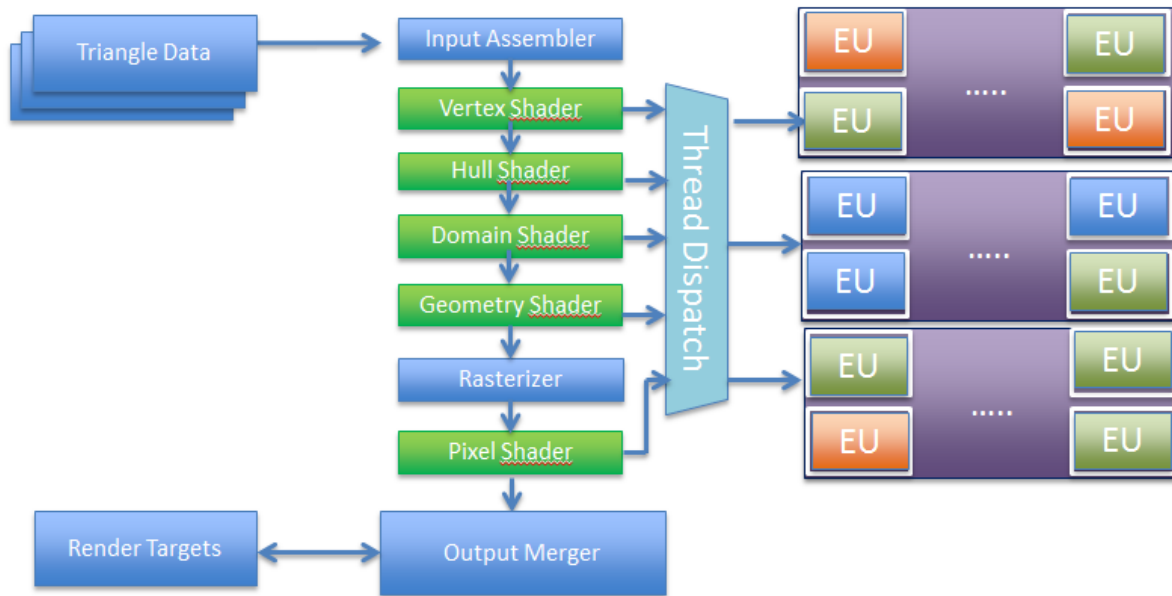 Triangle Data
Input Assembler
Vertex Shader
Hull Shader
Domain Shader
Geometry Shader
Rasterizer
Pixel Shader
Output Merger
Render Targets
Thread Dispatch
EU
EU
.....
EU
EU
EU
EU
.....
EU
EU
EU
EU
.....
EU
EU